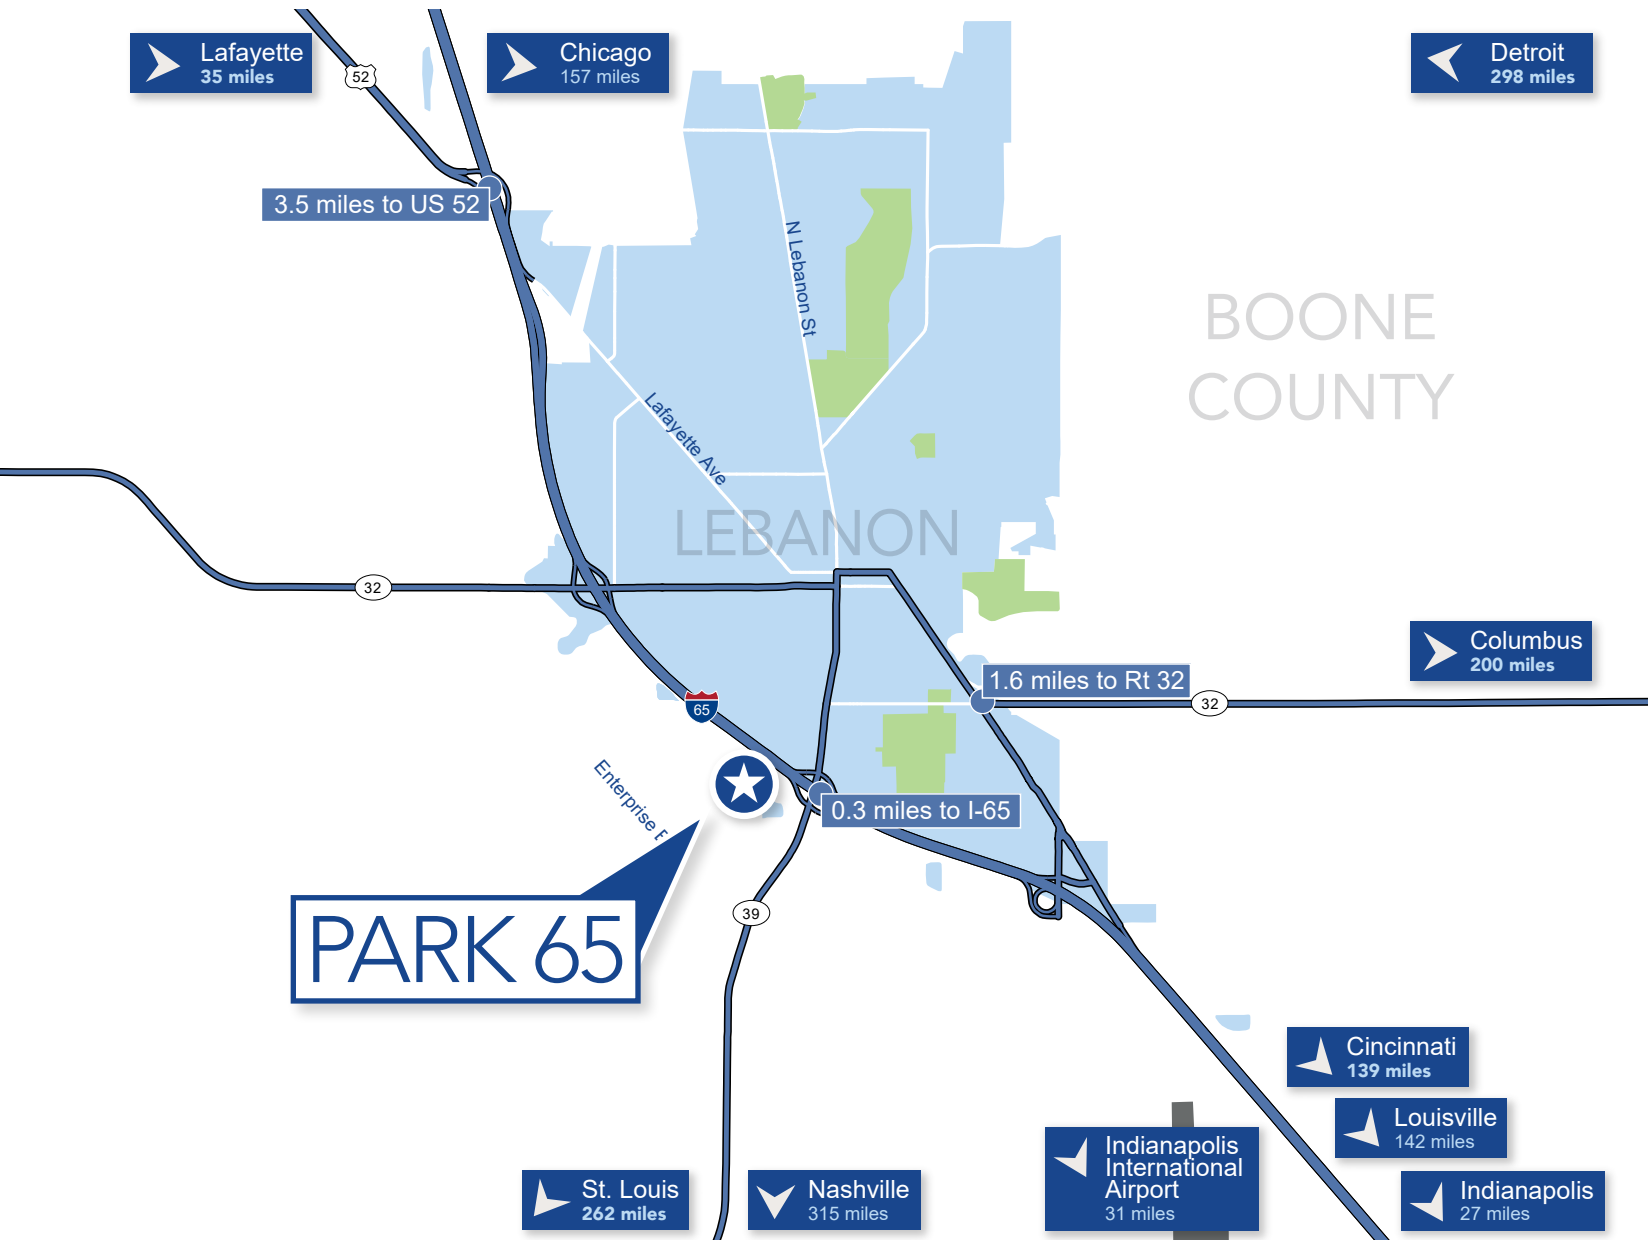 Lafayette
35 miles
52
Chicago
157 miles
Detroit
298 miles
3.5 miles to US 52
N Lebanon St
BOONE
COUNTY
Lafayette Ave
LEBANON
32
Columbus
200 miles
1.6 miles to Rt 32
32
65
Enterprise
0.3 miles to I-65
PARK 65
39
Cincinnati
139 miles
Louisville
142 miles
Indianapolis
International
Airport
31 miles
St. Louis
262 miles
Nashville
315 miles
Indianapolis
27 miles